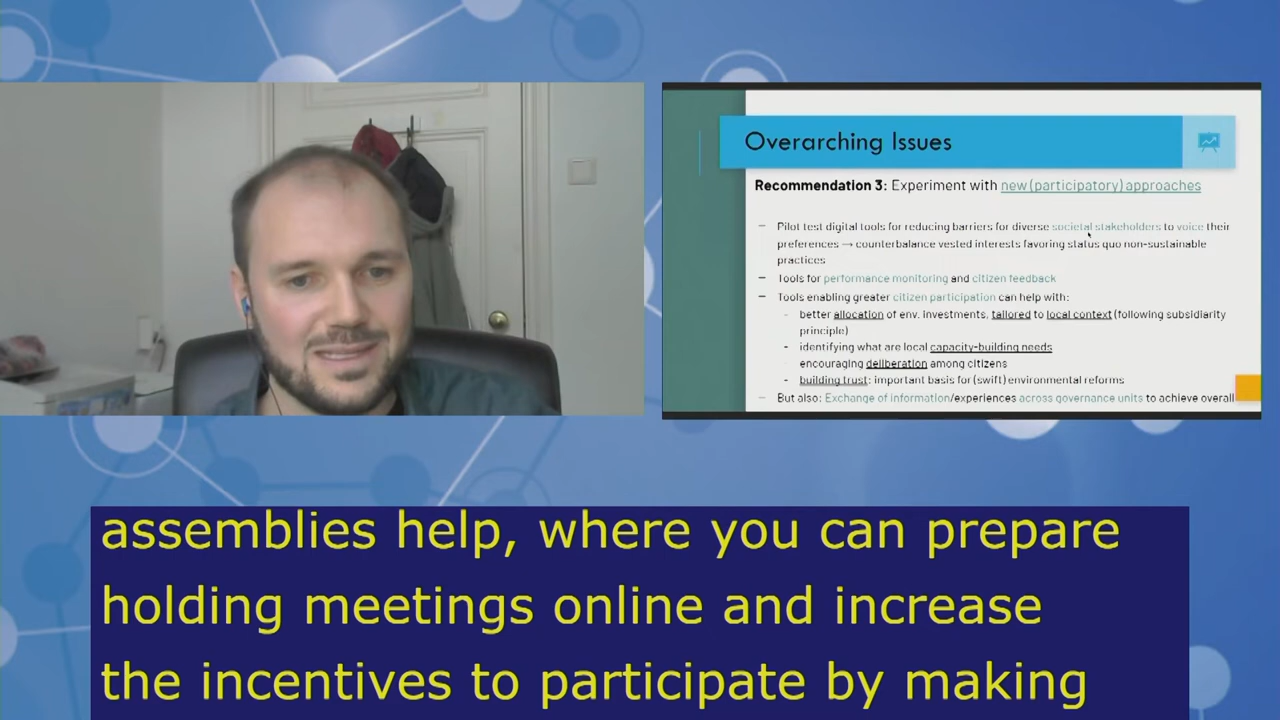 Overarching Issues
Recommendation 3: Experiment with new (participatory) approaches
– Pilot test digital tools for reducing barriers for diverse societal stakeholders to voice their
preferences → counterbalance vested interests favoring status quo non-sustainable
practices
– Tools for performance monitoring and citizen feedback
– Tools enabling greater citizen participation can help with:
- better allocation of env. investments, tailored to local context (following subsidiarity
principle)
- identifying what are local capacity-building needs
encouraging deliberation among citizens
- building trust: important basis for (swift) environmental reforms
– But also: Exchange of information/experiences across governance units to achieve overall
assemblies help, where you can prepare
holding meetings online and increase
the incentives to participate by making